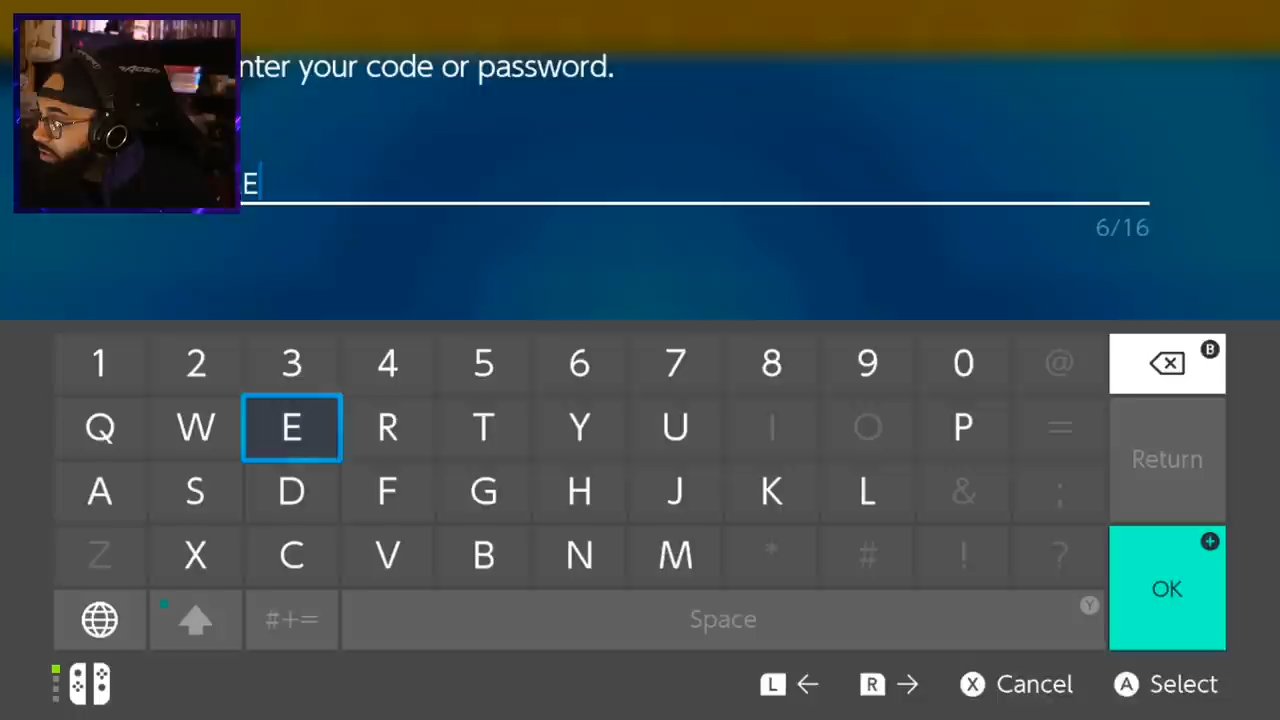 nter your code or password.
E
6/16
1 2 3 4 5 6 7 8 9 0 @ B
Q W E R T Y U I O P =
Return
A S D F G H J K L & ;
Z X C V B N M * # ! ?
OK
#+= Space Y
L ← R → X Cancel A Select